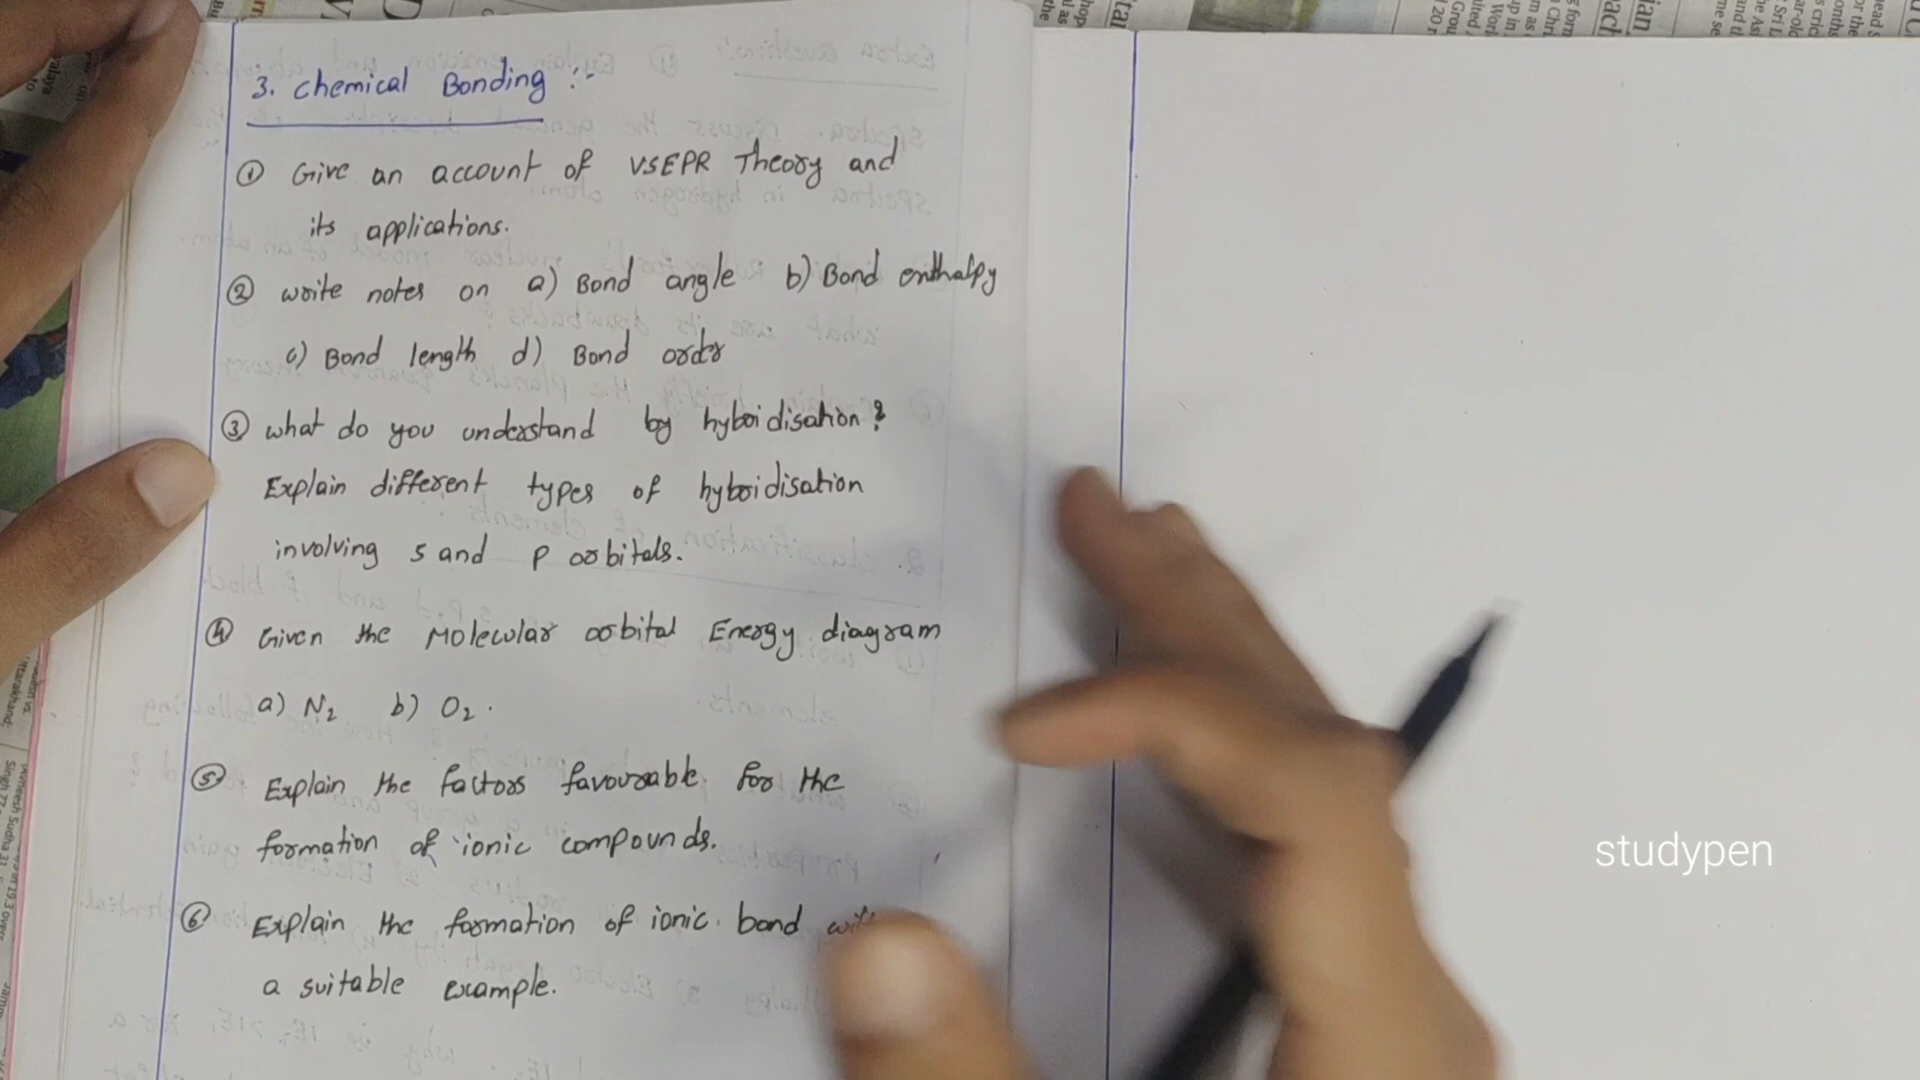 3. Chemical Bonding :-
① Give an account of VSEPR Theory and
its applications.
② write notes on a) Bond angle b) Bond enthalpy
c) Bond length d) Bond order
③ what do you understand by hybridisation?
Explain different types of hybridisation
involving s and p orbitals.
④ Given the Molecular orbital Energy diagram
a) N₂ b) O₂.
⑤ Explain the factors favourable for the
formation of ionic compounds.
⑥ Explain the formation of ionic bond
a suitable example.
studypen